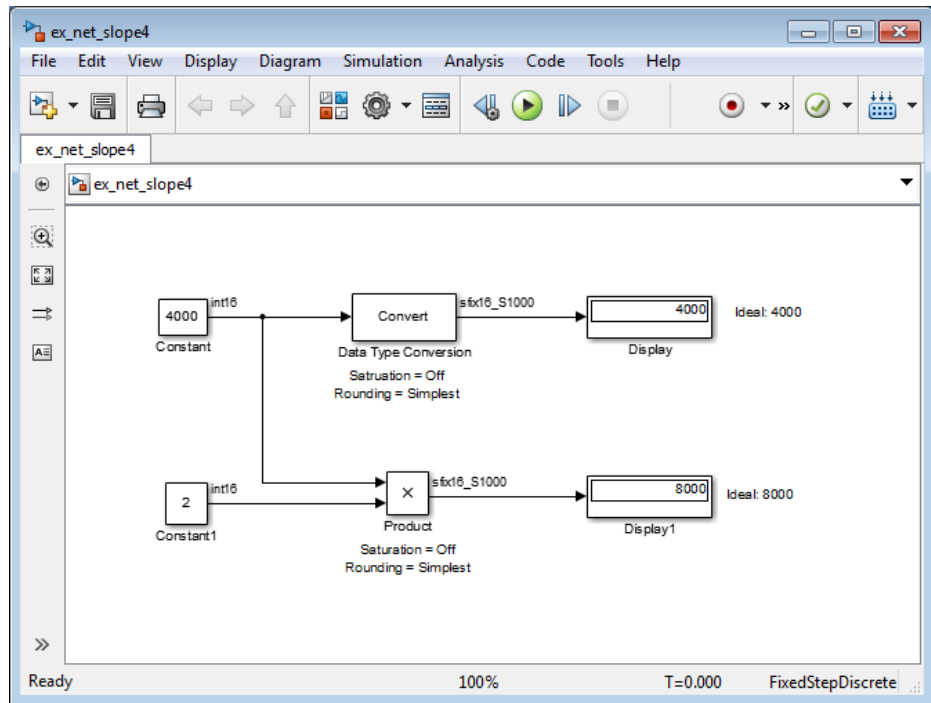 ex_net_slope4
File Edit View Display Diagram Simulation Analysis Code Tools Help
ex_net_slope4
ex_net_slope4
4000
int16
Constant
Convert
sfix16_S1000
Data Type Conversion
Satruation = Off
Rounding = Simplest
4000
Display
Ideal: 4000
2
int16
Constant1
×
sfix16_S1000
Product
Saturation = Off
Rounding = Simplest
8000
Display1
Ideal: 8000
Ready 100% T=0.000 FixedStepDiscrete